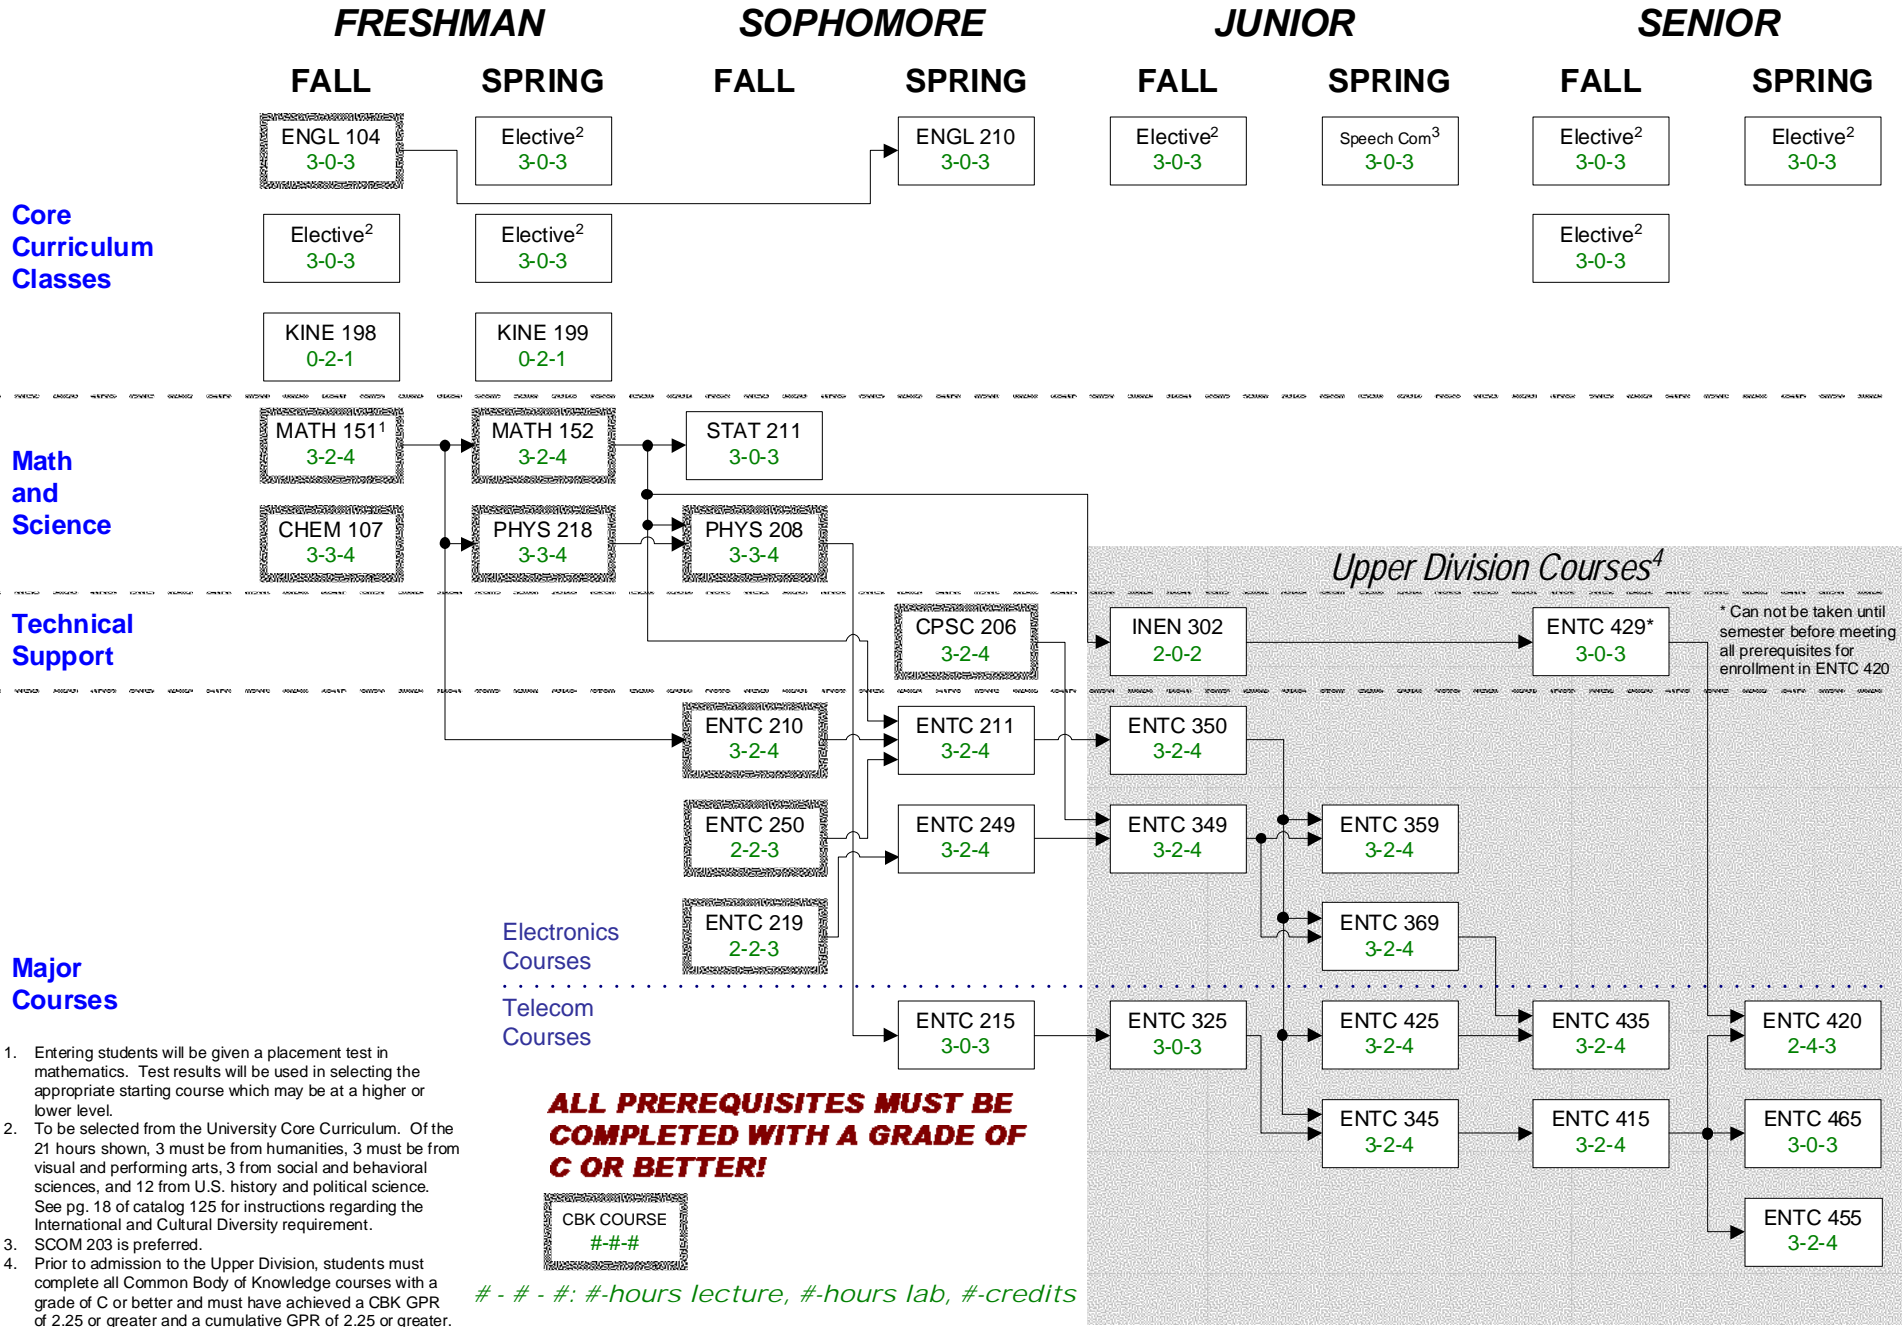 FRESHMAN SOPHOMORE JUNIOR SENIOR
FALL SPRING FALL SPRING FALL SPRING FALL SPRING
ENGL 104
3-0-3
Elective2
3-0-3
ENGL 210
3-0-3
Elective2
3-0-3
Speech Com3
3-0-3
Elective2
3-0-3
Elective2
3-0-3
Core
Curriculum
Classes
Elective2
3-0-3
Elective2
3-0-3
Elective2
3-0-3
KINE 198
0-2-1
KINE 199
0-2-1
Math
and
Science
MATH 1511
3-2-4
MATH 152
3-2-4
STAT 211
3-0-3
CHEM 107
3-3-4
PHYS 218
3-3-4
PHYS 208
3-3-4
Upper Division Courses4
Technical
Support
CPSC 206
3-2-4
INEN 302
2-0-2
ENTC 429*
3-0-3
* Can not be taken until
semester before meeting
all prerequisites for
enrollment in ENTC 420
ENTC 210
3-2-4
ENTC 211
3-2-4
ENTC 350
3-2-4
ENTC 250
2-2-3
ENTC 249
3-2-4
ENTC 349
3-2-4
ENTC 359
3-2-4
Electronics
Courses
ENTC 219
2-2-3
ENTC 369
3-2-4
Major
Courses
Telecom
Courses
ENTC 215
3-0-3
ENTC 325
3-0-3
ENTC 425
3-2-4
ENTC 435
3-2-4
ENTC 420
2-4-3
ENTC 345
3-2-4
ENTC 415
3-2-4
ENTC 465
3-0-3
ENTC 455
3-2-4
1. Entering students will be given a placement test in
mathematics. Test results will be used in selecting the
appropriate starting course which may be at a higher or
lower level.
2. To be selected from the University Core Curriculum. Of the
21 hours shown, 3 must be from humanities, 3 must be from
visual and performing arts, 3 from social and behavioral
sciences, and 12 from U.S. history and political science.
See pg. 18 of catalog 125 for instructions regarding the
International and Cultural Diversity requirement.
3. SCOM 203 is preferred.
4. Prior to admission to the Upper Division, students must
complete all Common Body of Knowledge courses with a
grade of C or better and must have achieved a CBK GPR
of 2.25 or greater and a cumulative GPR of 2.25 or greater.
ALL PREREQUISITES MUST BE
COMPLETED WITH A GRADE OF
C OR BETTER!
CBK COURSE
#-#-#
# - # - #: #-hours lecture, #-hours lab, #-credits